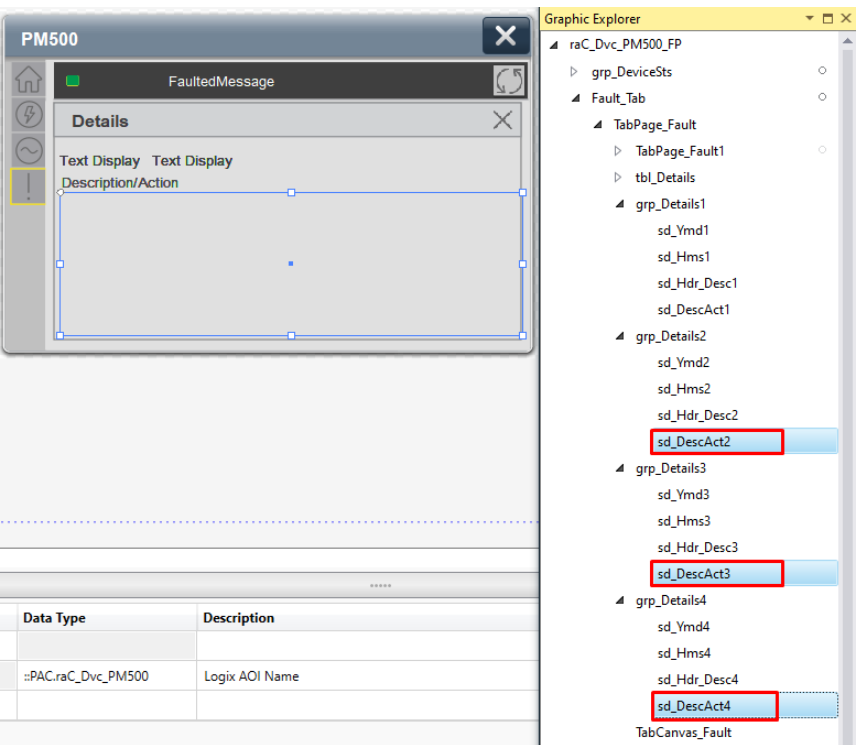 PM500
FaultedMessage
Details
Text Display Text Display
Description/Action
Data Type Description
::PAC.raC_Dvc_PM500 Logix AOI Name
Graphic Explorer
raC_Dvc_PM500_FP
grp_DeviceSts
Fault_Tab
TabPage_Fault
TabPage_Fault1
tbl_Details
grp_Details1
sd_Ymd1
sd_Hms1
sd_Hdr_Desc1
sd_DescAct1
grp_Details2
sd_Ymd2
sd_Hms2
sd_Hdr_Desc2
sd_DescAct2
grp_Details3
sd_Ymd3
sd_Hms3
sd_Hdr_Desc3
sd_DescAct3
grp_Details4
sd_Ymd4
sd_Hms4
sd_Hdr_Desc4
sd_DescAct4
TabCanvas_Fault